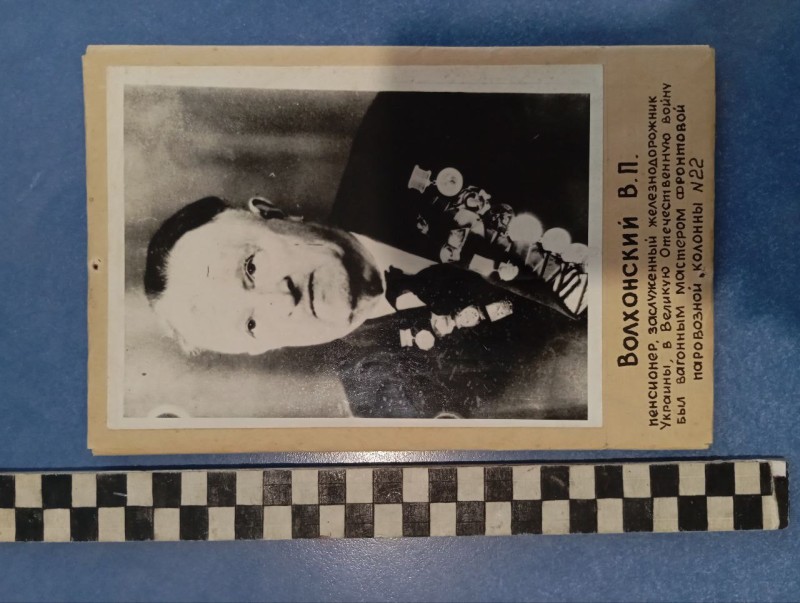 Волхонский В.П.
пенсионер, заслуженный железнодорожник
Украины, в Великую Отечественную войну
был вагонным мастером фронтовой
паровозной колонны №22